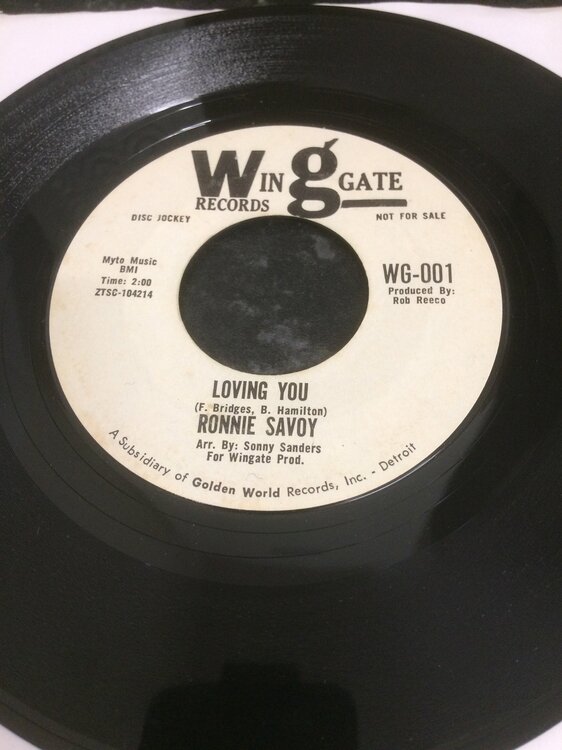 WINGATE
RECORDS
DISC JOCKEY
NOT FOR SALE
Myto Music
BMI
Time: 2:00
ZTSC-104214
WG-001
Produced By:
Rob Reeco
LOVING YOU
(F. Bridges, B. Hamilton)
RONNIE SAVOY
Arr. By: Sonny Sanders
For Wingate Prod.
A Subsidiary of Golden World Records, Inc. - Detroit